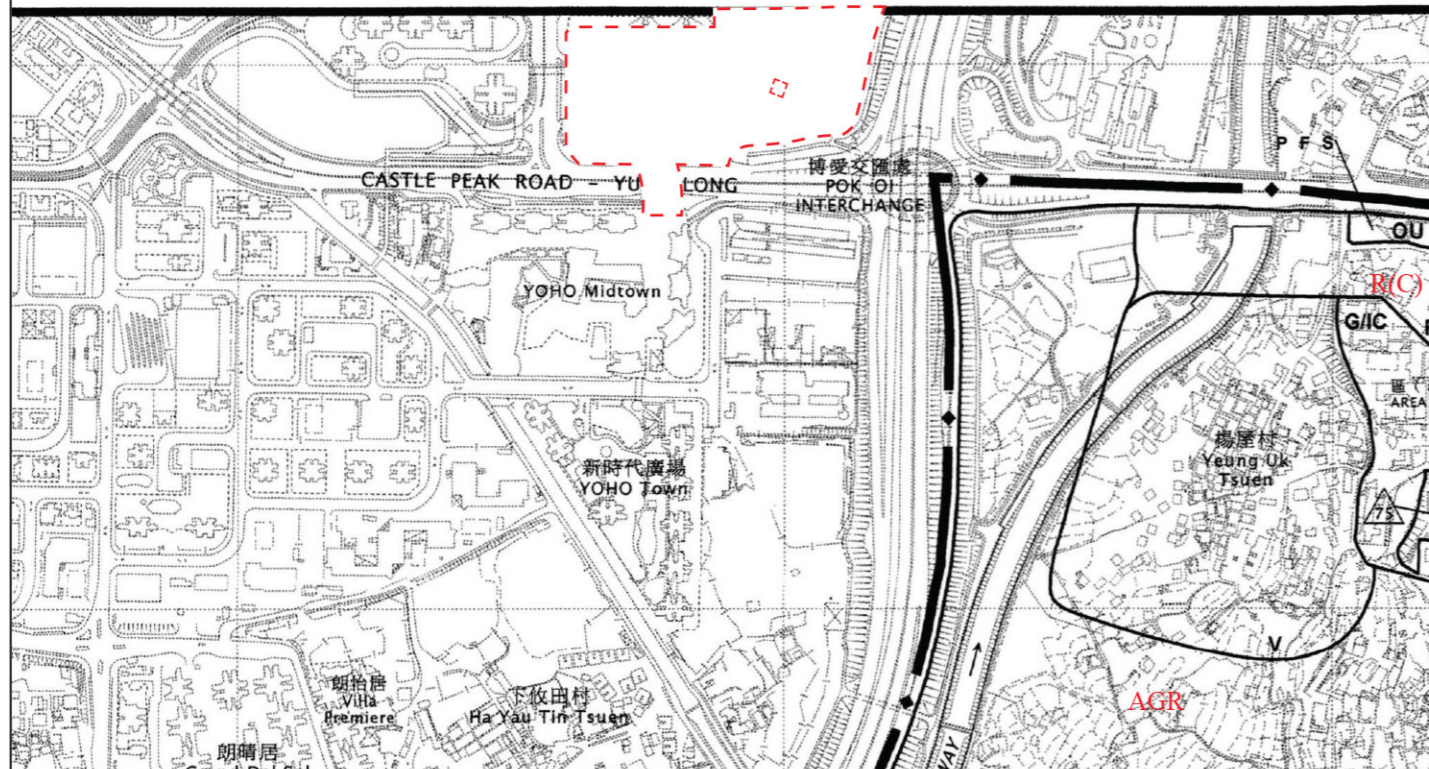 CASTLE PEAK ROAD - YU LONG
博愛交匯處
POK OI
INTERCHANGE
P F S
OU
R(C)
G/IC
YOHO Midtown
區
AREA
楊屋村
Yeung Uk
Tsuen
新時代廣場
YOHO Town
75
V
朗怡居
Villa
Premiere
下攸田村
Ha Yau Tin Tsuen
AGR
WAY
朗晴居